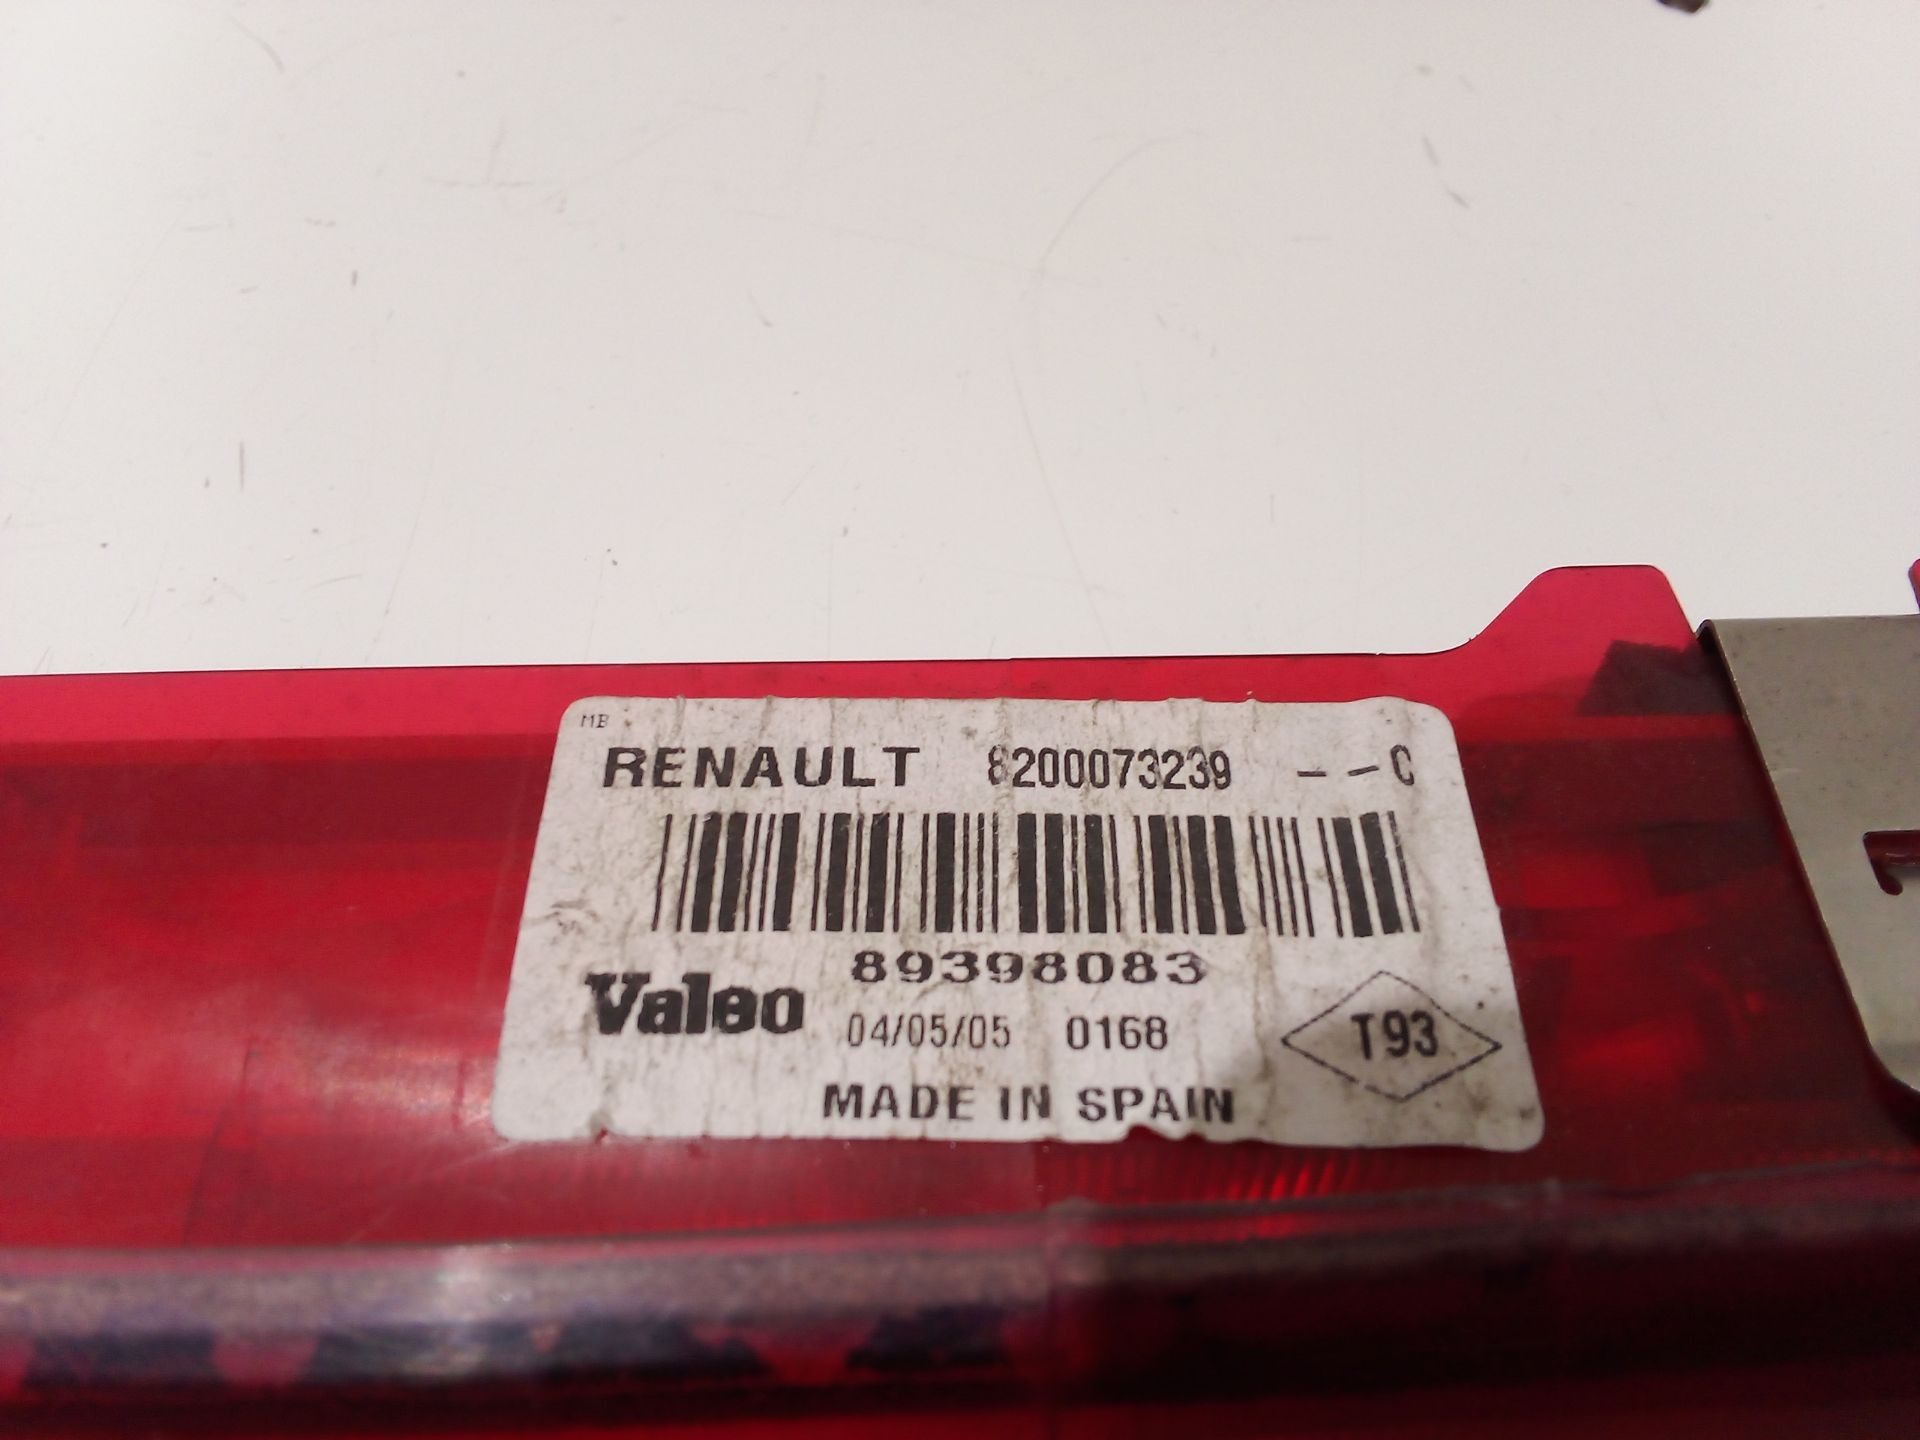 MB
RENAULT 8200073239 --C
89398083
Valeo
04/05/05 0168
T93
MADE IN SPAIN